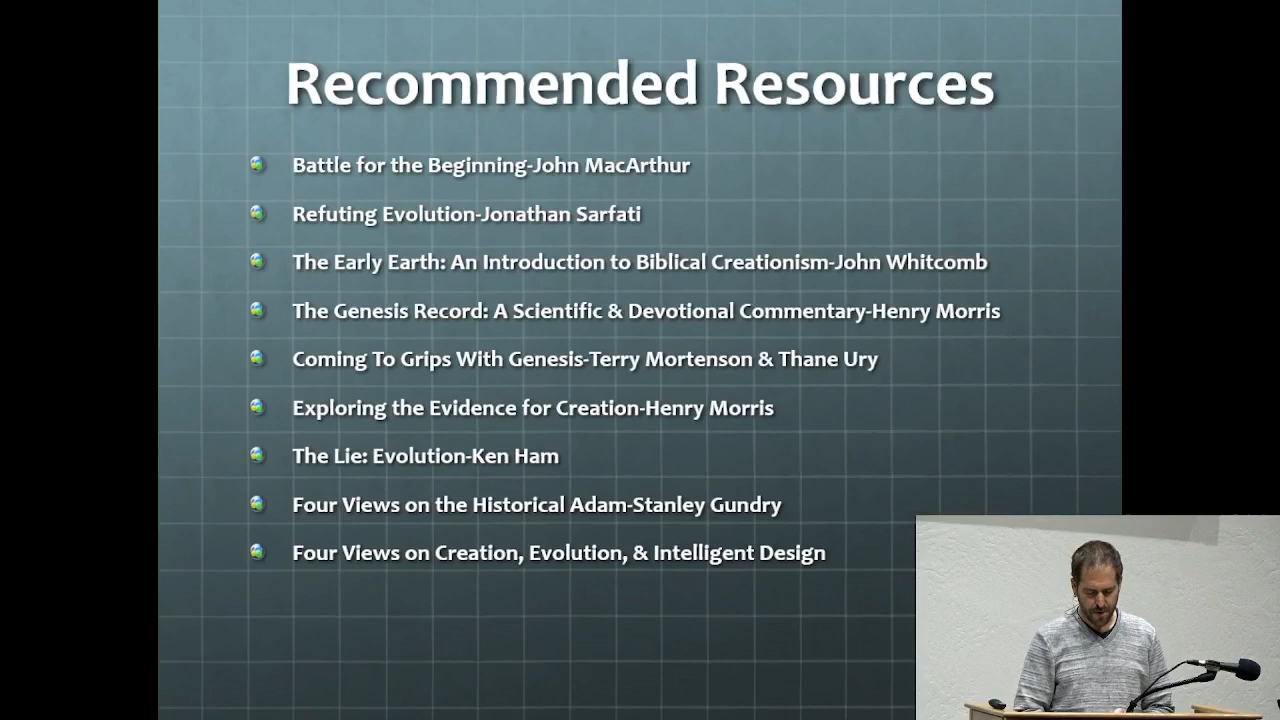 Recommended Resources
Battle for the Beginning-John MacArthur
Refuting Evolution-Jonathan Sarfati
The Early Earth: An Introduction to Biblical Creationism-John Whitcomb
The Genesis Record: A Scientific & Devotional Commentary-Henry Morris
Coming To Grips With Genesis-Terry Mortenson & Thane Ury
Exploring the Evidence for Creation-Henry Morris
The Lie: Evolution-Ken Ham
Four Views on the Historical Adam-Stanley Gundry
Four Views on Creation, Evolution, & Intelligent Design